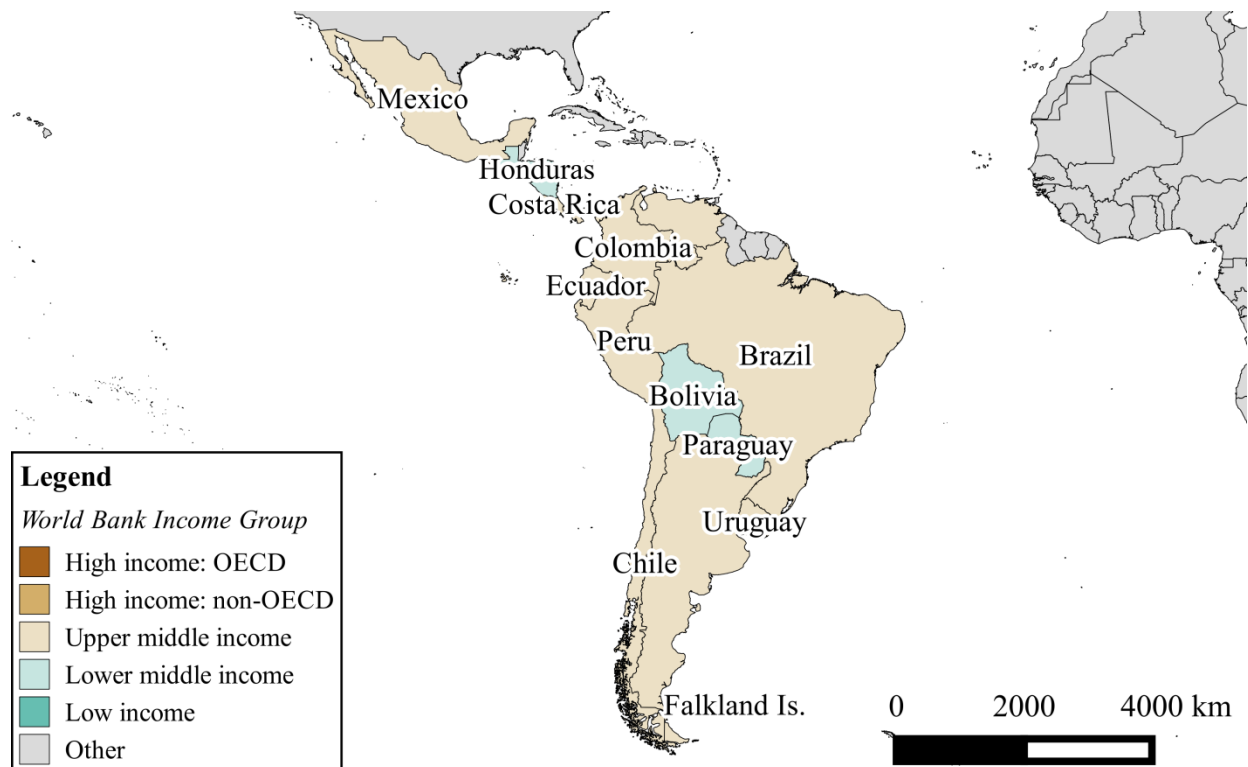 Mexico
Honduras
Costa Rica
Colombia
Ecuador
Peru
Brazil
Bolivia
Paraguay
Uruguay
Chile
Falkland Is.
Legend
World Bank Income Group
High income: OECD
High income: non-OECD
Upper middle income
Lower middle income
Low income
Other
0 2000 4000 km